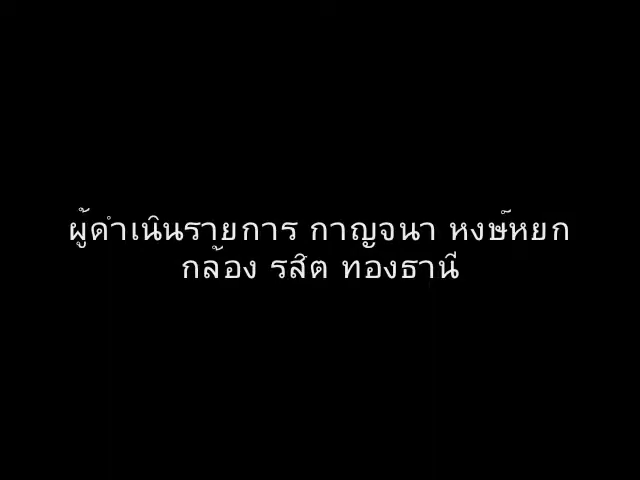 ผู้ดำเนินรายการ กาญจนา หงษ์หยก
กล้อง รสิต ทองธานี